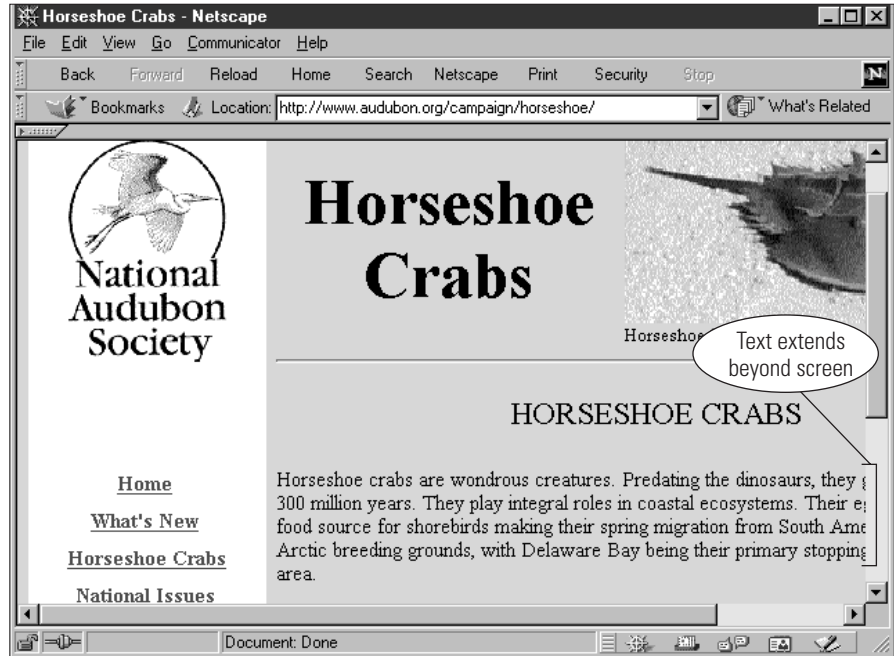 Horseshoe Crabs - Netscape
File Edit View Go Communicator Help
Back Forward Reload Home Search Netscape Print Security Stop
N
Bookmarks Location: http://www.audubon.org/campaign/horseshoe/ What's Related
National
Audubon
Society
Horseshoe
Crabs
Horseshoe
Text extends
beyond screen
HORSESHOE CRABS
Home
What's New
Horseshoe Crabs
National Issues
Horseshoe crabs are wondrous creatures. Predating the dinosaurs, they
300 million years. They play integral roles in coastal ecosystems. Their
food source for shorebirds making their spring migration from South Ame
Arctic breeding grounds, with Delaware Bay being their primary stopping
area.
Document: Done